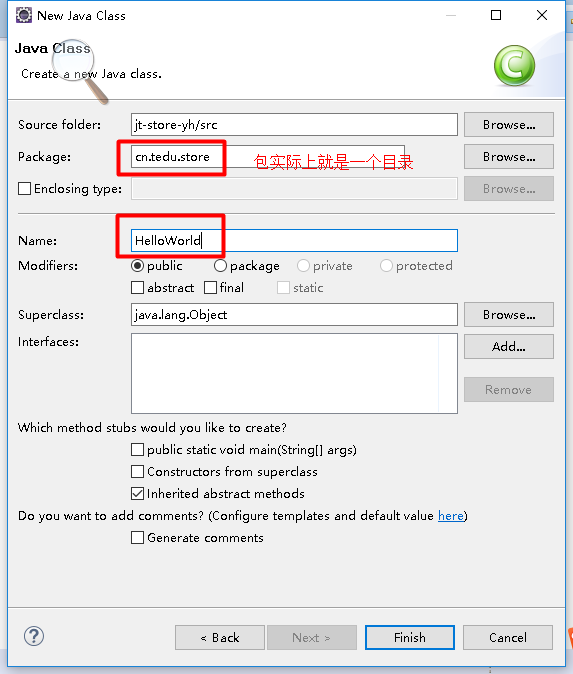 New Java Class
Java Class
Create a new Java class.
Source folder: jt-store-yh/src Browse...
Package: cn.tedu.store 包实际上就是一个目录 Browse...
Enclosing type: Browse...
Name: HelloWorld
Modifiers: public package private protected
abstract final static
Superclass: java.lang.Object Browse...
Interfaces: Add...
Remove
Which method stubs would you like to create?
public static void main(String[] args)
Constructors from superclass
Inherited abstract methods
Do you want to add comments? (Configure templates and default value here)
Generate comments
? < Back Next > Finish Cancel